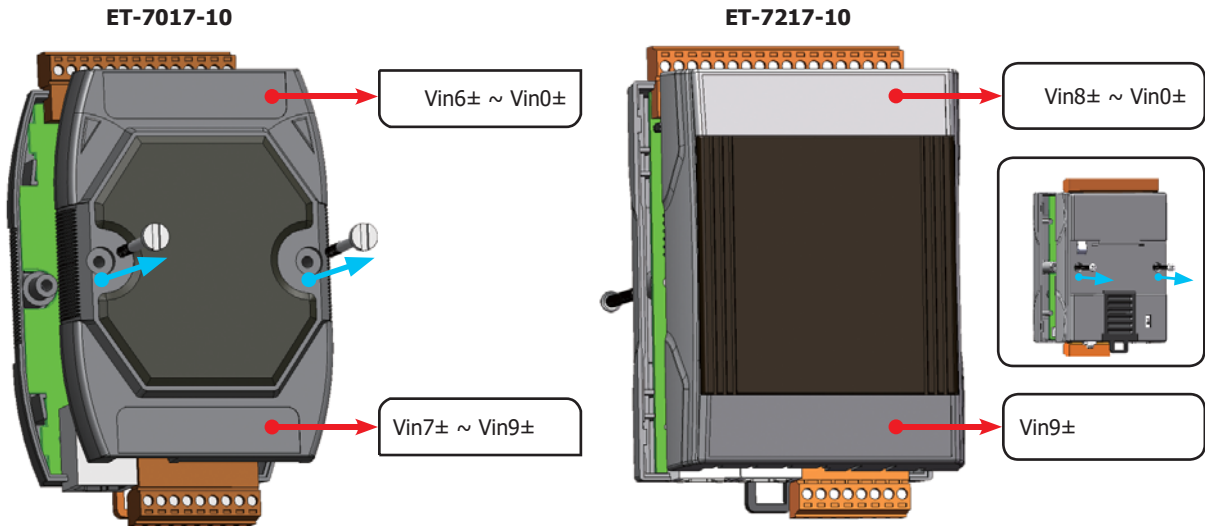 ET-7017-10
ET-7217-10
Vin6± ~ Vin0±
Vin8± ~ Vin0±
Vin7± ~ Vin9±
Vin9±